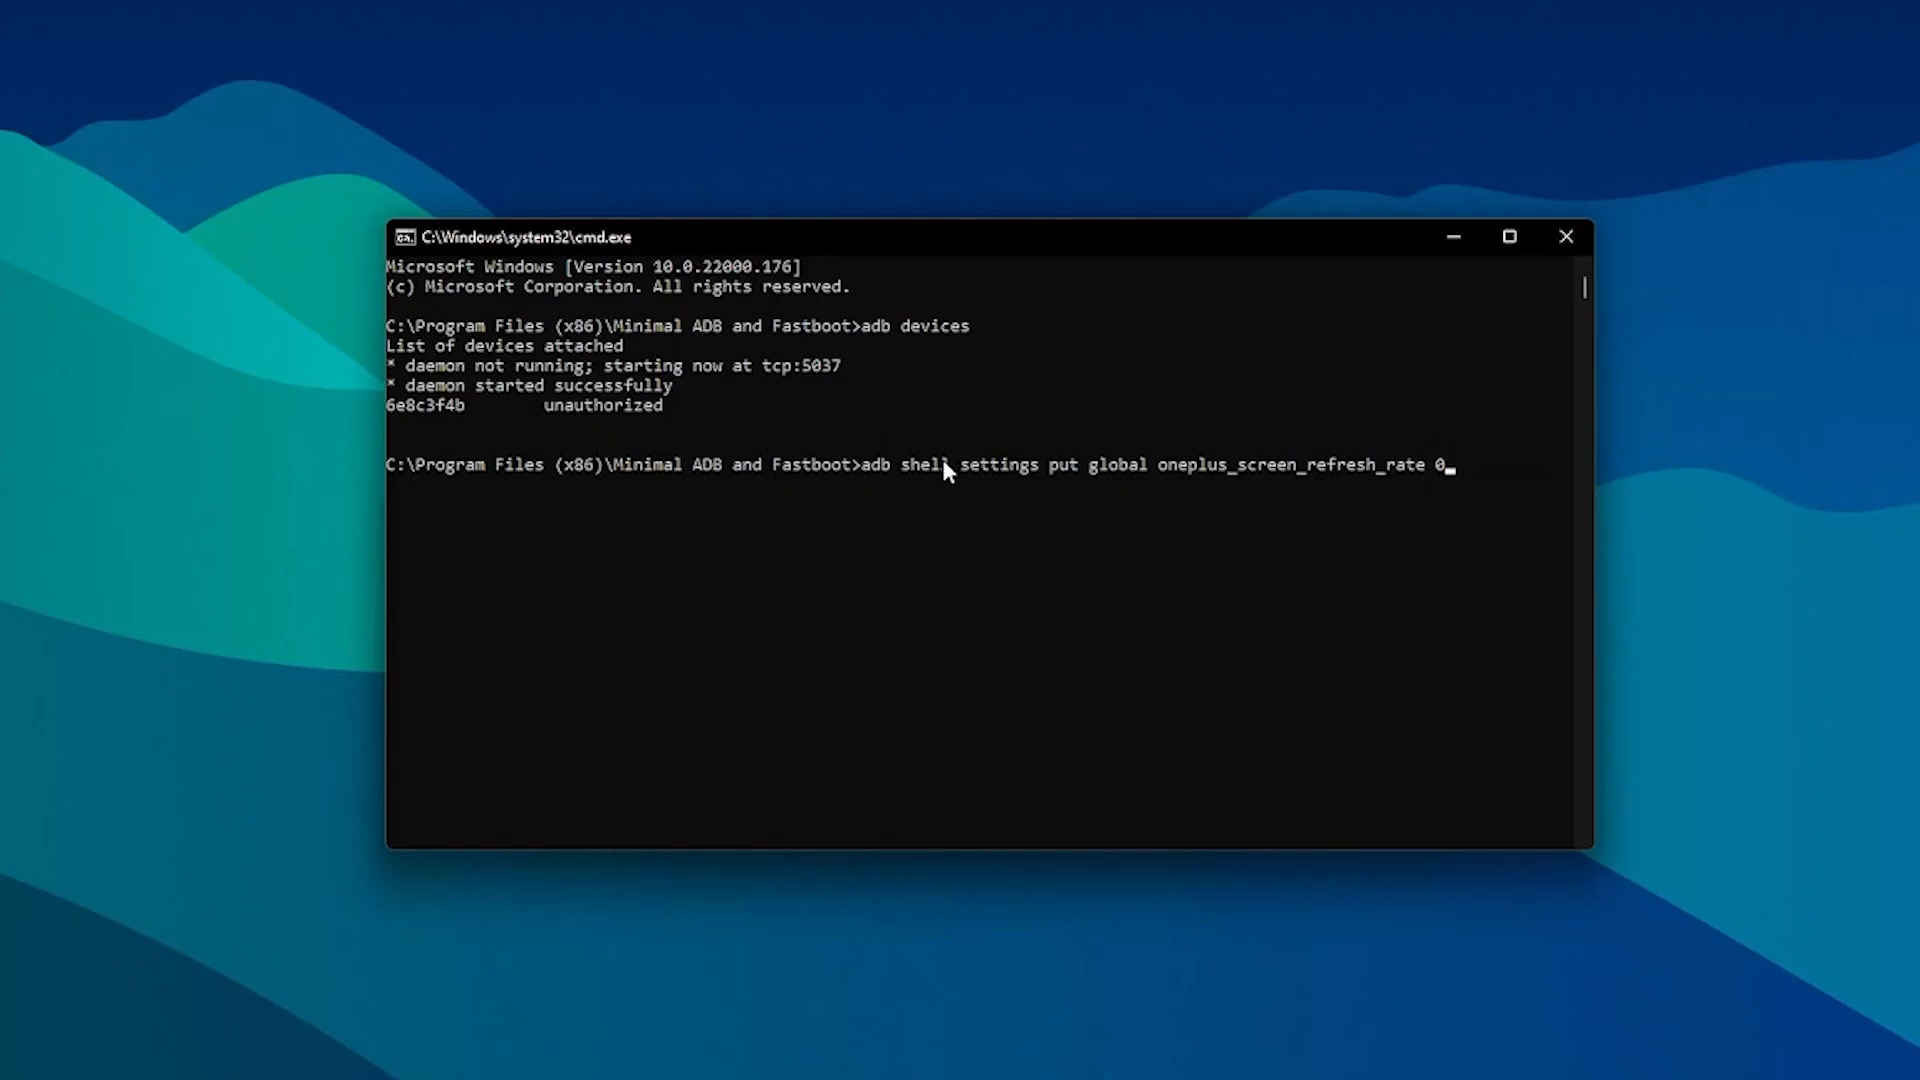 C:\Windows\system32\cmd.exe
Microsoft Windows [Version 10.0.22000.176]
(c) Microsoft Corporation. All rights reserved.
C:\Program Files (x86)\Minimal ADB and Fastboot>adb devices
List of devices attached
* daemon not running; starting now at tcp:5037
* daemon started successfully
6e8c3f4b        unauthorized
C:\Program Files (x86)\Minimal ADB and Fastboot>adb shell settings put global oneplus_screen_refresh_rate 0